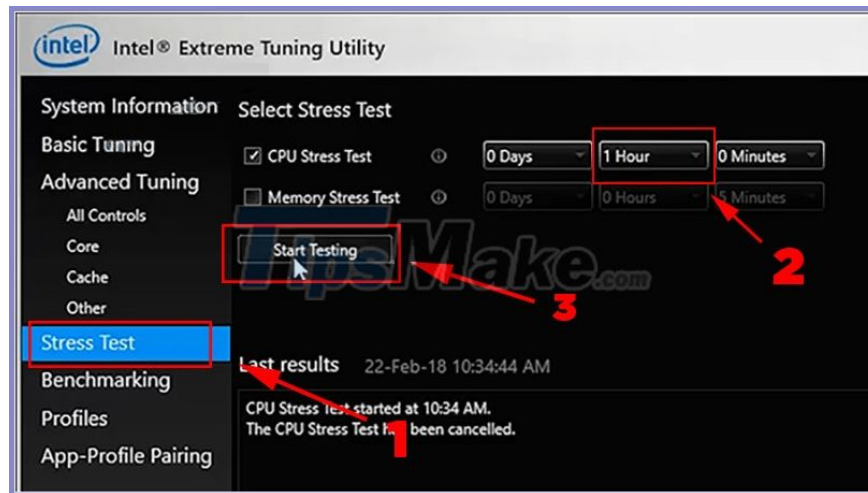 intel Intel® Extreme Tuning Utility
System Information
Basic Tuning
Advanced Tuning
All Controls
Core
Cache
Other
Stress Test
Benchmarking
Profiles
App-Profile Pairing
Select Stress Test
CPU Stress Test 0 Days 1 Hour 0 Minutes
Memory Stress Test 0 Days 0 Hours 5 Minutes
2
Start Testing
3
TipsMake.com
Last results 22-Feb-18 10:34:44 AM
1
CPU Stress Test started at 10:34 AM.
The CPU Stress Test has been cancelled.